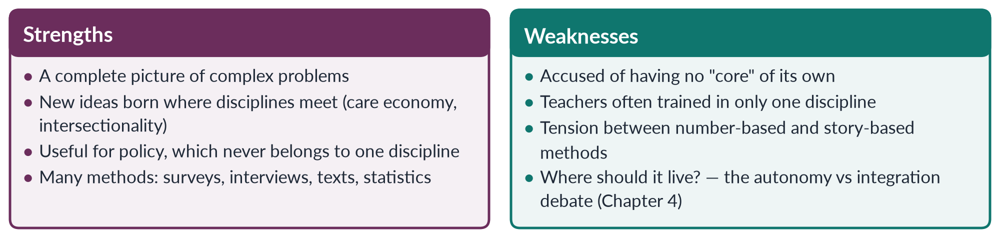 Strengths
• A complete picture of complex problems
• New ideas born where disciplines meet (care economy,
intersectionality)
• Useful for policy, which never belongs to one discipline
• Many methods: surveys, interviews, texts, statistics
Weaknesses
• Accused of having no "core" of its own
• Teachers often trained in only one discipline
• Tension between number-based and story-based
methods
• Where should it live? — the autonomy vs integration
debate (Chapter 4)